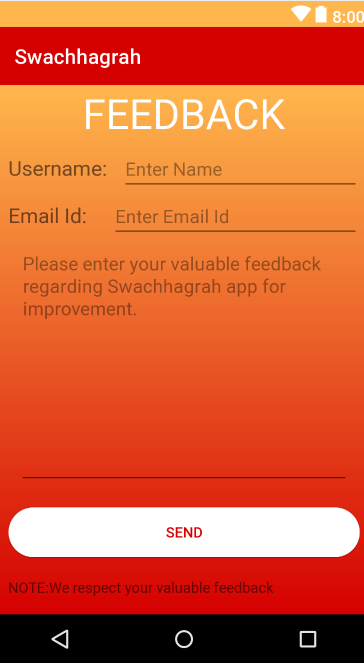 8:00
Swachhagrah
FEEDBACK
Username: Enter Name
Email Id: Enter Email Id
Please enter your valuable feedback
regarding Swachhagrah app for
improvement.
SEND
NOTE:We respect your valuable feedback